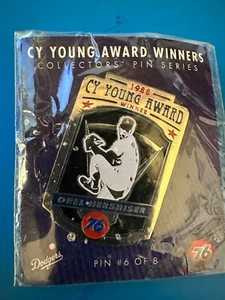 CY YOUNG AWARD WINNERS
COLLECTORS' PIN SERIES
1988
CY YOUNG AWARD
WINNER
OREL HERSHISER
76
Dodgers
PIN #6 OF 8
76